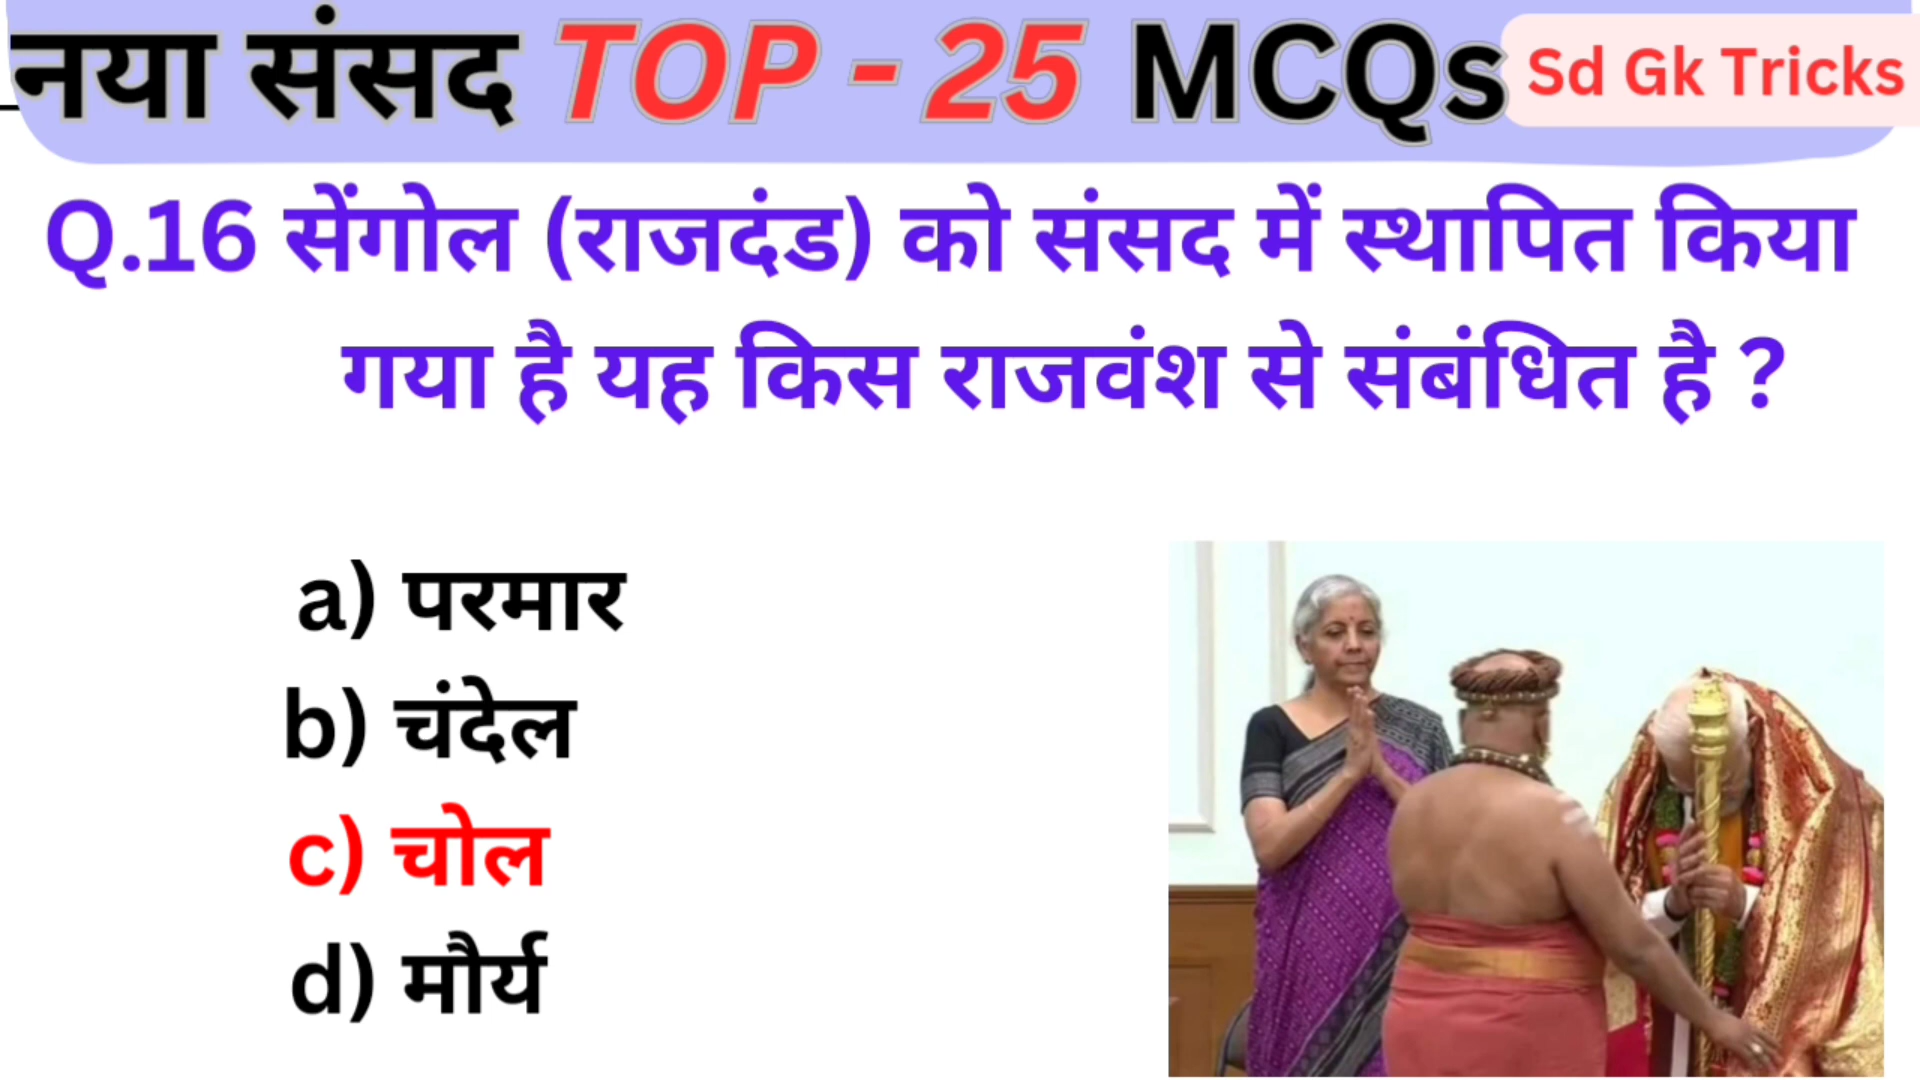 नया संसद TOP - 25 MCQs Sd Gk Tricks
Q.16 सेंगोल (राजदंड) को संसद में स्थापित किया
गया है यह किस राजवंश से संबंधित है ?
a) परमार
b) चंदेल
c) चोल
d) मौर्य